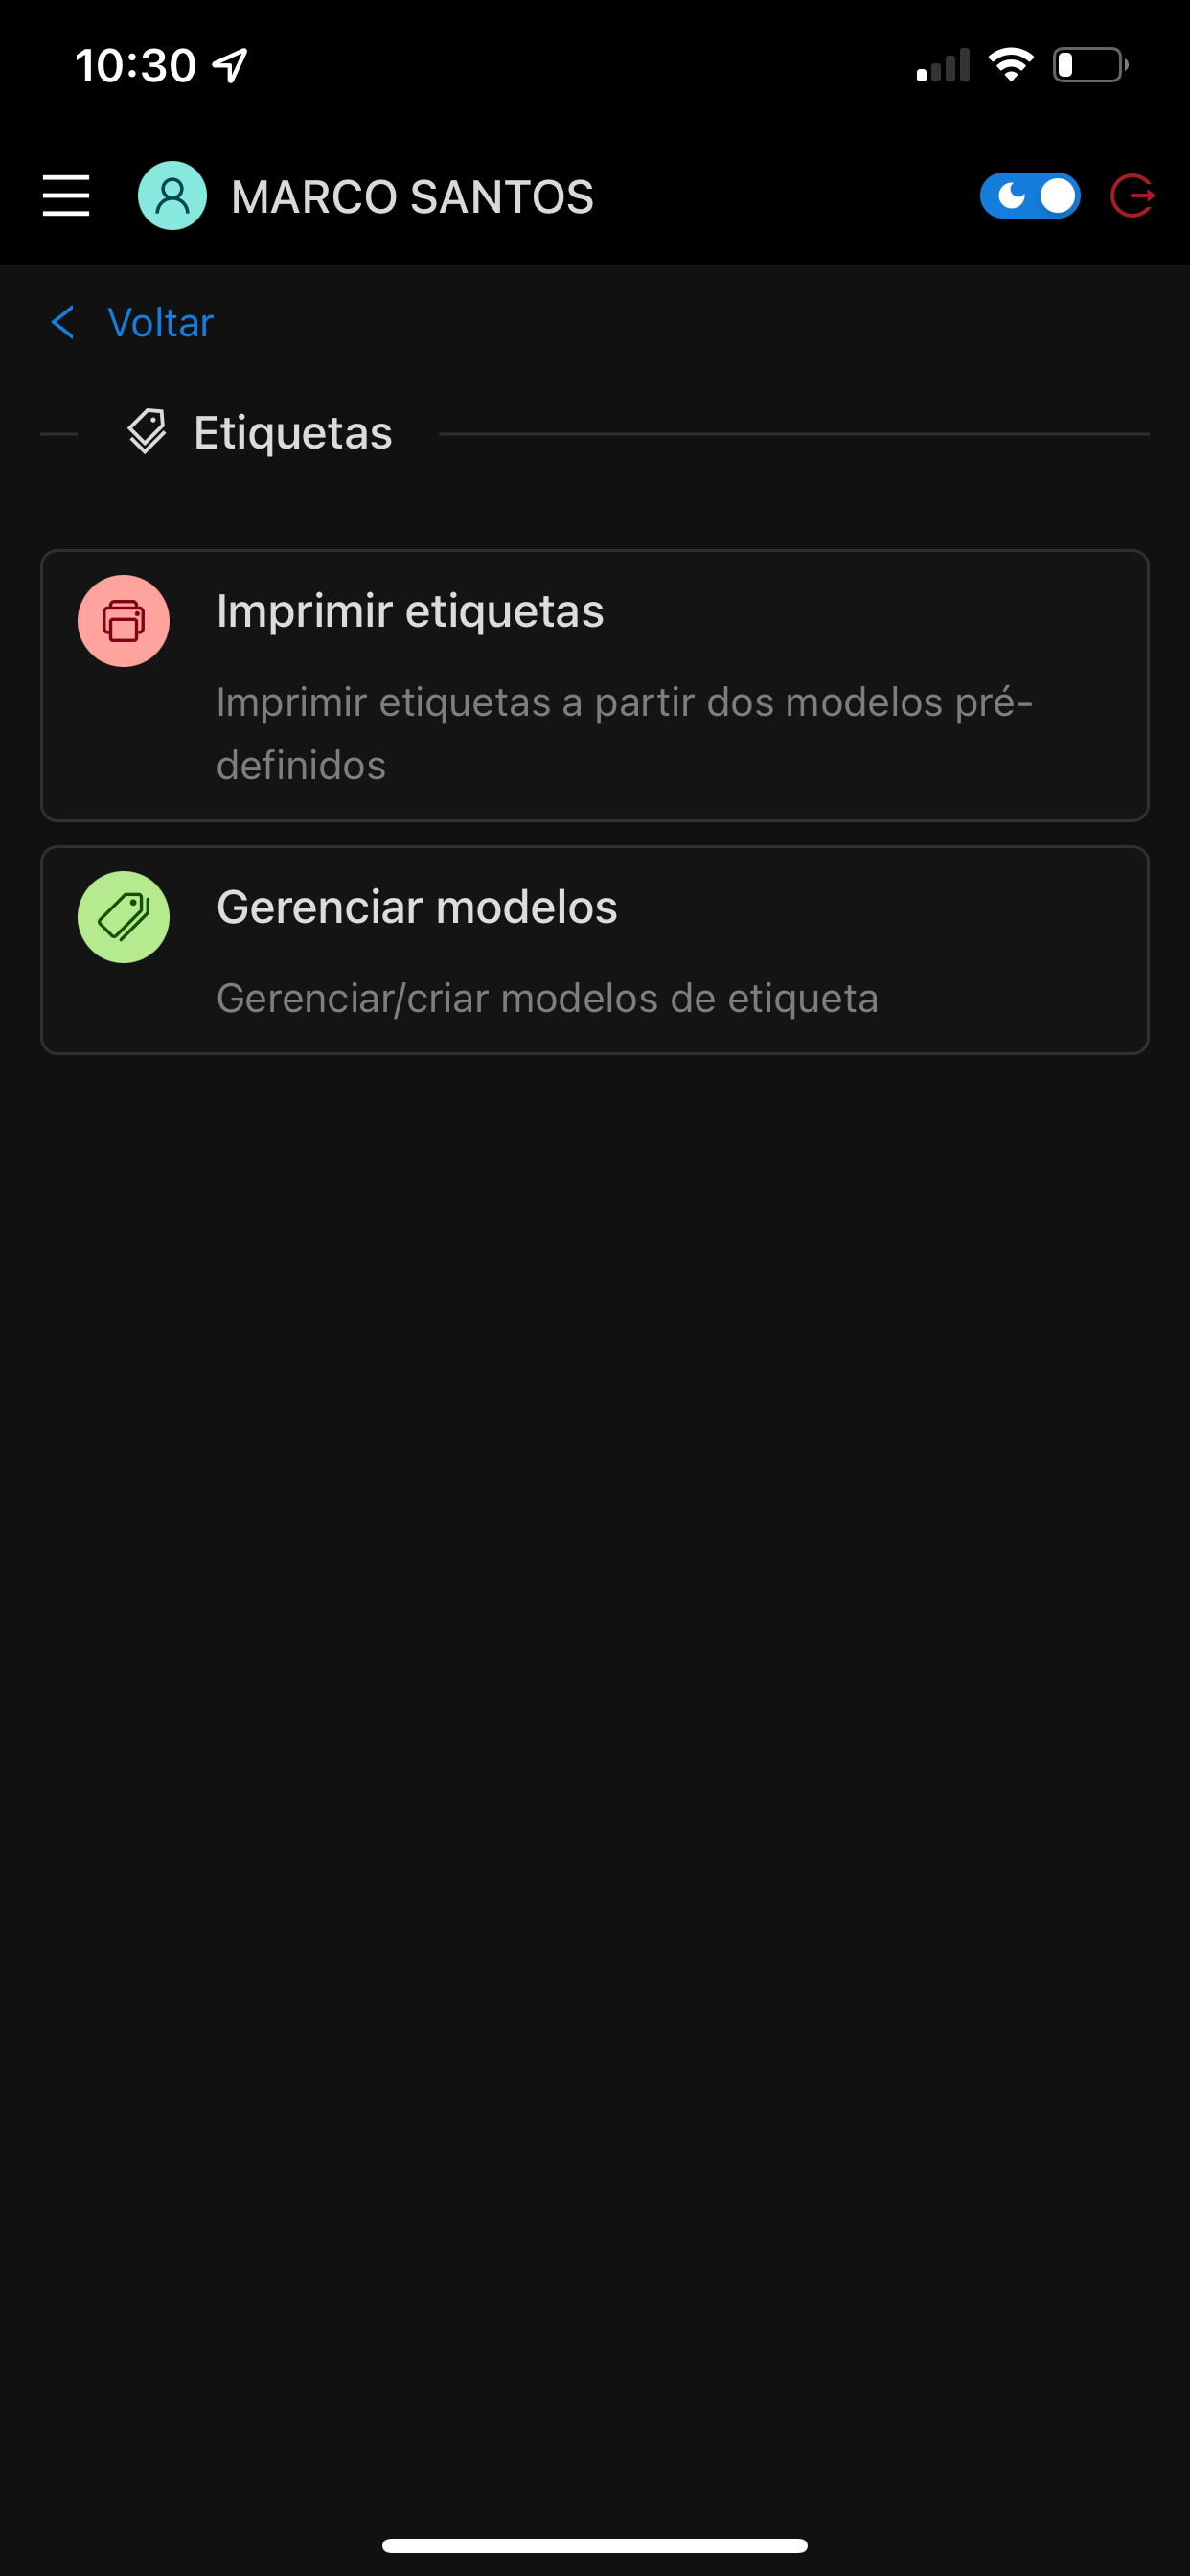 10:30
MARCO SANTOS
Voltar
Etiquetas
Imprimir etiquetas
Imprimir etiquetas a partir dos modelos pré-
definidos
Gerenciar modelos
Gerenciar/criar modelos de etiqueta